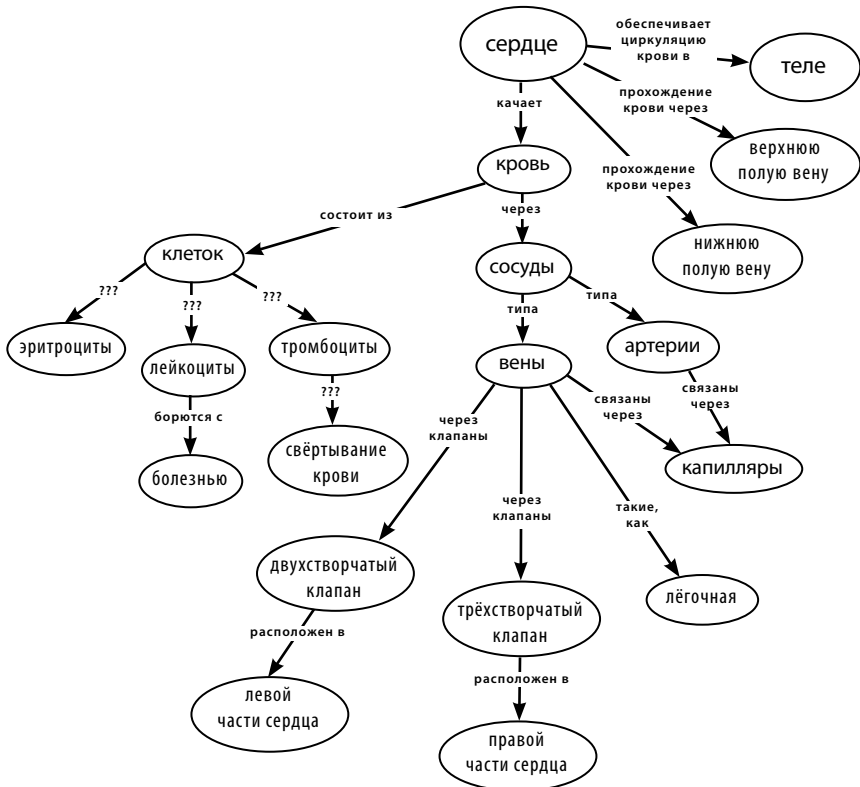 сердце
обеспечивает
циркуляцию
крови в
теле
качает
прохождение
крови через
верхнюю
полую вену
прохождение
крови через
нижнюю
полую вену
кровь
состоит из
через
клеток
сосуды
???
???
???
типа
типа
эритроциты
лейкоциты
тромбоциты
вены
артерии
борются с
???
связаны
через
связаны
через
болезнью
свёртывание
крови
капилляры
через
клапаны
через
клапаны
такие,
как
двухстворчатый
клапан
трёхстворчатый
клапан
лёгочная
расположен в
расположен в
левой
части сердца
правой
части сердца